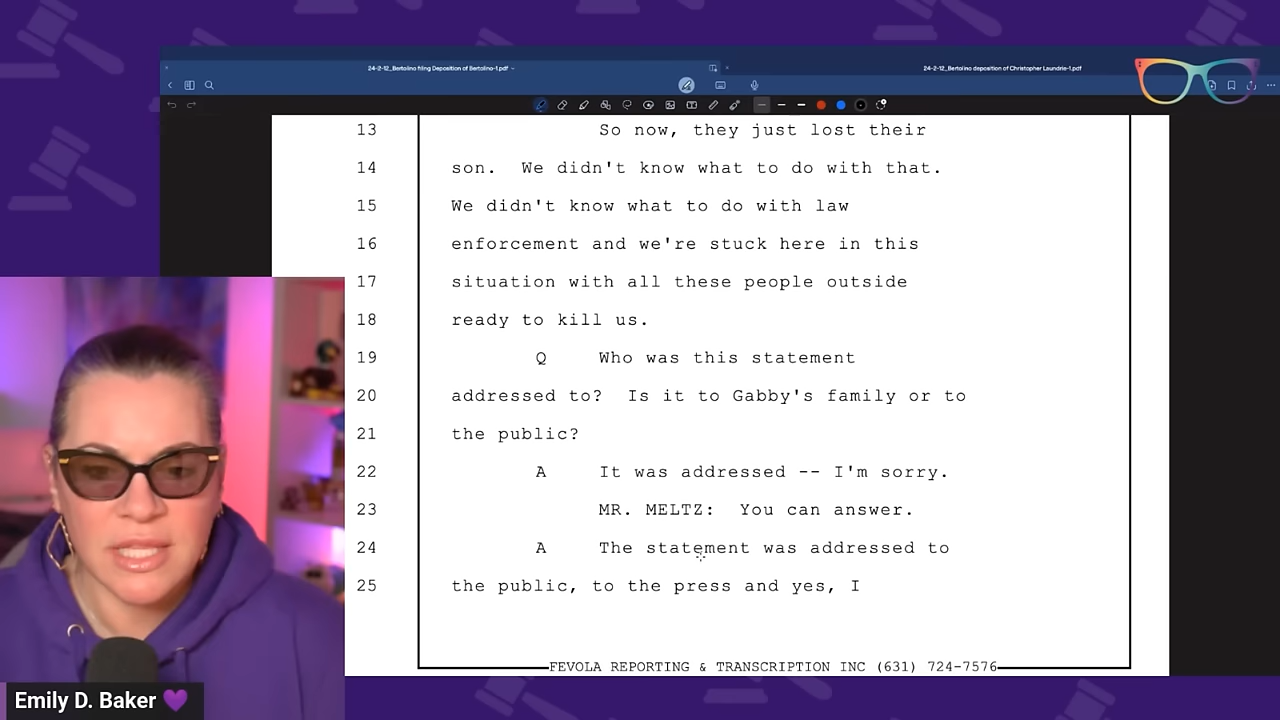 24-2-12_Bertolino filing Deposition of Bertolino-1.pdf
24-2-12_Bertolino deposition of Christopher Laundrie-1.pdf
13 So now, they just lost their
14 son. We didn't know what to do with that.
15 We didn't know what to do with law
16 enforcement and we're stuck here in this
17 situation with all these people outside
18 ready to kill us.
19 Q Who was this statement
20 addressed to? Is it to Gabby's family or to
21 the public?
22 A It was addressed -- I'm sorry.
23 MR. MELTZ: You can answer.
24 A The statement was addressed to
25 the public, to the press and yes, I
FEVOLA REPORTING & TRANSCRIPTION INC (631) 724-7576
Emily D. Baker 💜